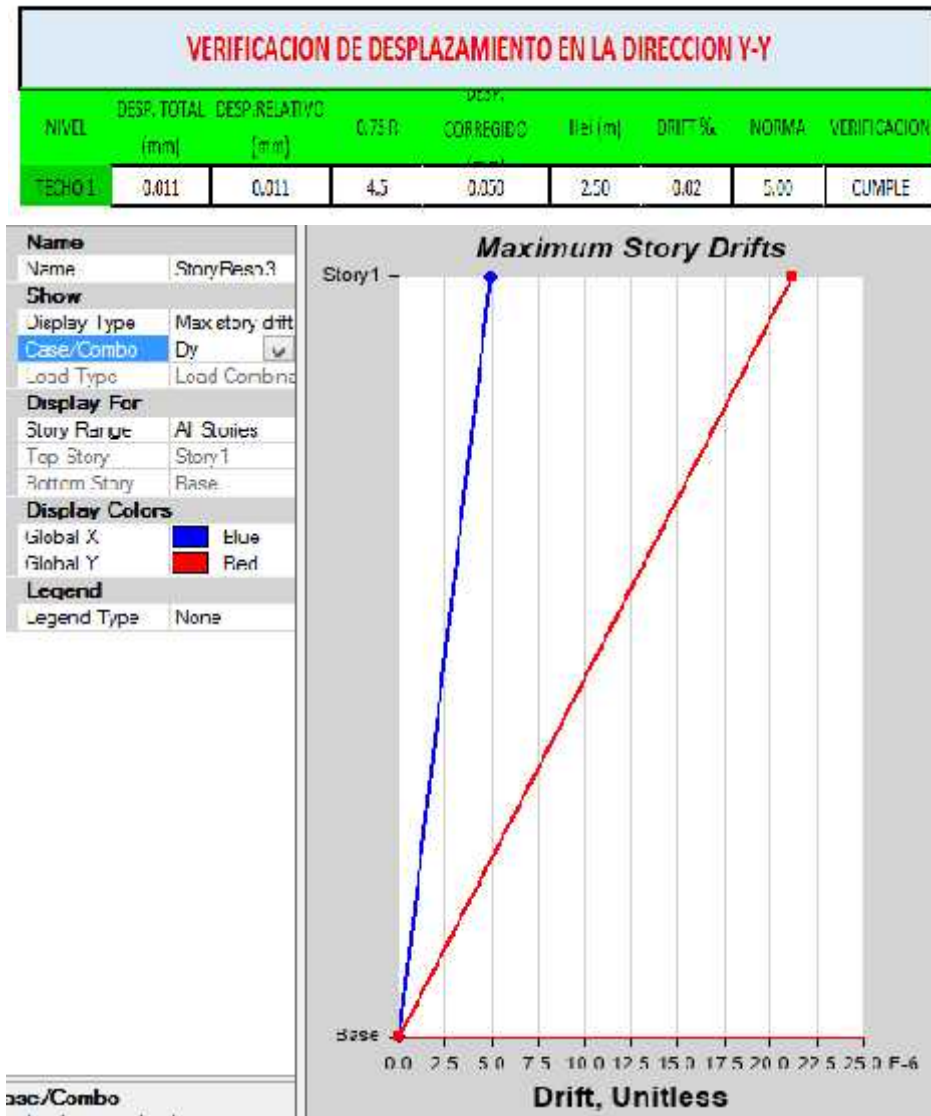 VERIFICACION DE DESPLAZAMIENTO EN LA DIRECCION Y-Y
NIVEL DESP. TOTAL (mm) DESP.RELATIVO (mm) 0.75 R DESP. CORREGIDO Hei (m) DRIFT ‰ NORMA VERIFICACION
TECHO 1 0.011 0.011 4.5 0.050 2.50 0.02 5.00 CUMPLE
Name
Name StoryResp3
Show
Display Type Max story drift
Case/Combo Dy
Load Type Load Combina
Display For
Story Range All Stories
Top Story Story1
Bottom Story Base
Display Colors
Global X Blue
Global Y Red
Legend
Legend Type None
ase/Combo
Maximum Story Drifts
Story1
Base
0.0 2.5 5.0 7.5 10.0 12.5 15.0 17.5 20.0 22.5 25.0 E-6
Drift, Unitless